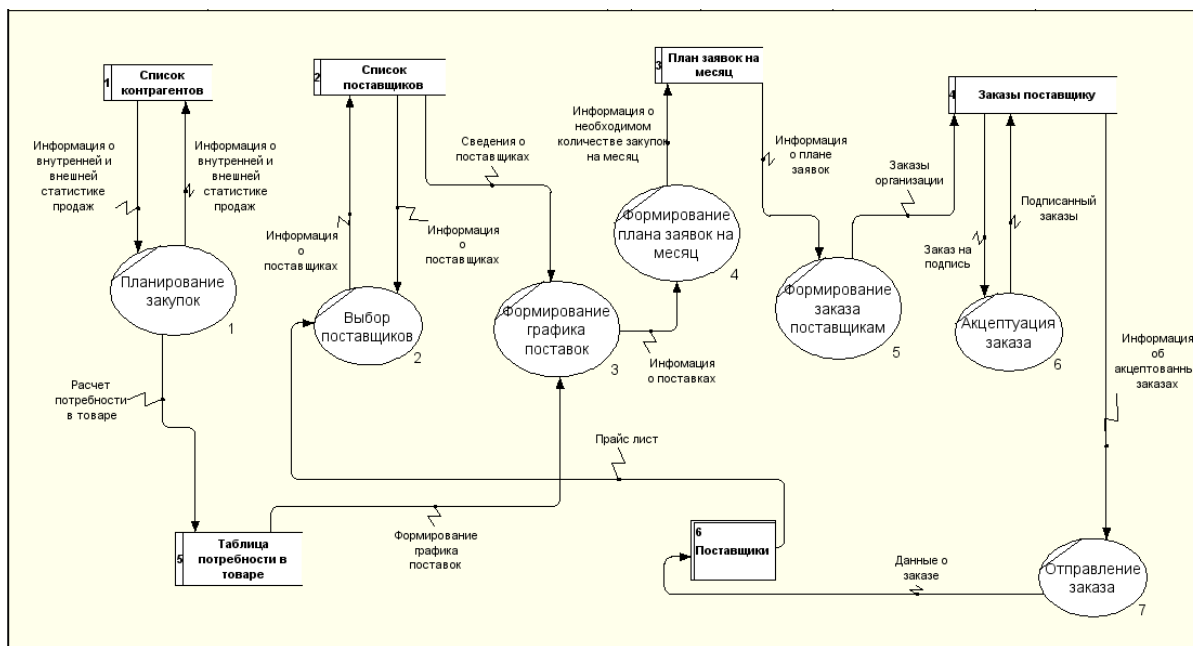 1
Список
контрагентов
2
Список
поставщиков
3
План заявок на
месяц
4
Заказы поставщику
Информация о
внутренней и
внешней
статистике
продаж
Информация о
внутренней и
внешней
статистике
продаж
Сведения о
поставщиках
Информация о
необходимом
количестве закупок
на месяц
Информация
о плане
заявок
Заказы
организации
Подписанный
заказы
Информация
о
поставщиках
Информация
о
поставщиках
Заказ на
подпись
Планирование
закупок
1
Выбор
поставщиков
2
Формирование
графика
поставок
3
Формирование
плана заявок на
месяц
4
Формирование
заказа
поставщикам
5
Акцептуация
заказа
6
Инфомация
о поставках
Информация
об
акцептованны
заказах
Расчет
потребности
в товаре
Прайс лист
5
Таблица
потребности в
товаре
Формирование
графика
поставок
6
Поставщики
Данные о
заказе
Отправление
заказа
7